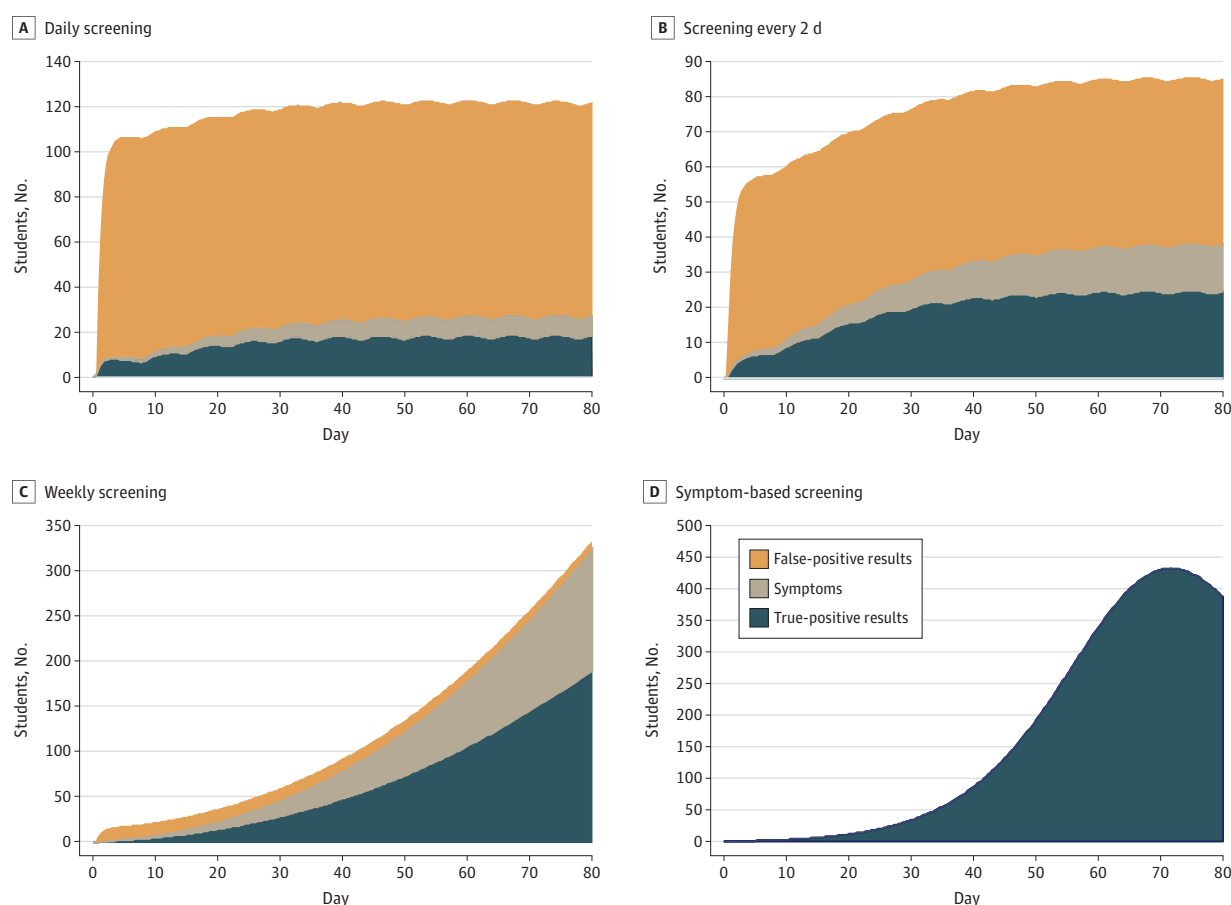 A Daily screening
140
120
100
80
60
40
20
0
Students, No.
0 10 20 30 40 50 60 70 80
Day
B Screening every 2 d
90
80
70
60
50
40
30
20
10
0
Students, No.
0 10 20 30 40 50 60 70 80
Day
C Weekly screening
350
300
250
200
150
100
50
0
Students, No.
0 10 20 30 40 50 60 70 80
Day
D Symptom-based screening
500
450
400
350
300
250
200
150
100
50
0
Students, No.
False-positive results
Symptoms
True-positive results
0 10 20 30 40 50 60 70 80
Day